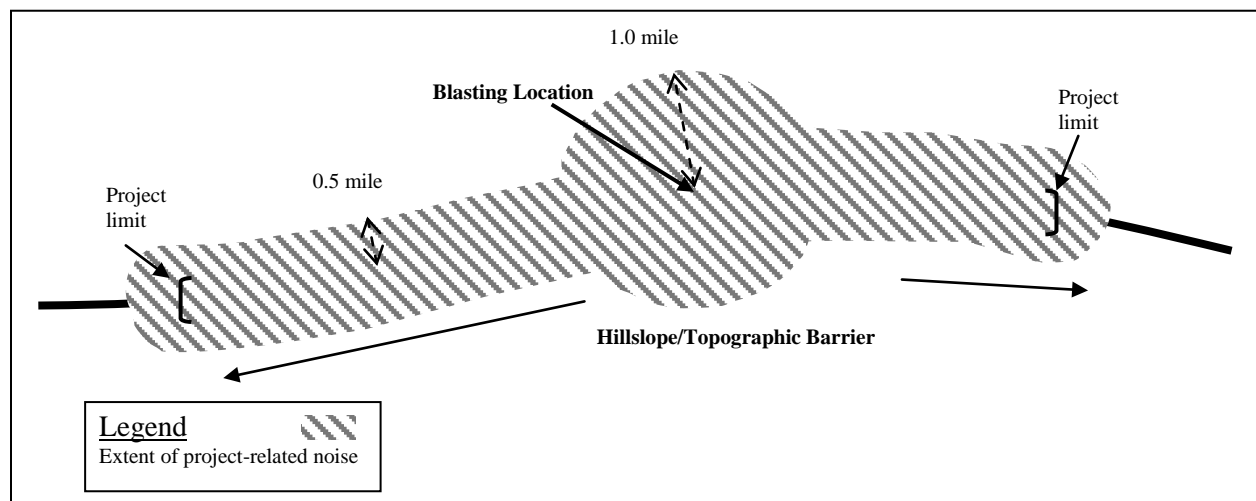 1.0 mile
Blasting Location
Project
limit
0.5 mile
Project
limit
Hillslope/Topographic Barrier
Legend
Extent of project-related noise